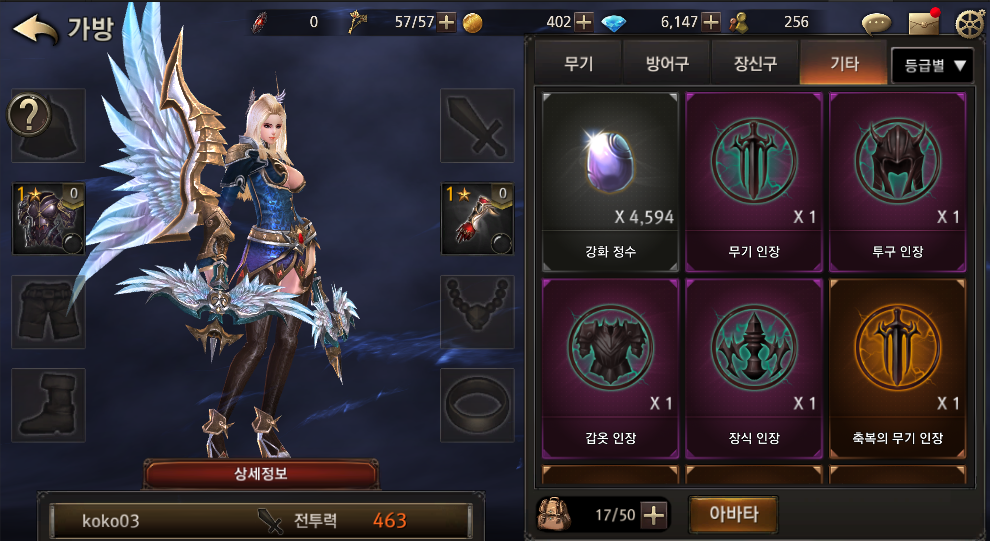 가방
0
57/57
402
6,147
256
무기
방어구
장신구
기타
등급별 ▼
?
1★ 0
1★ 0
X 4,594
강화 정수
X 1
무기 인장
X 1
투구 인장
X 1
갑옷 인장
X 1
장식 인장
X 1
축복의 무기 인장
상세정보
koko03
전투력 463
17/50
아바타